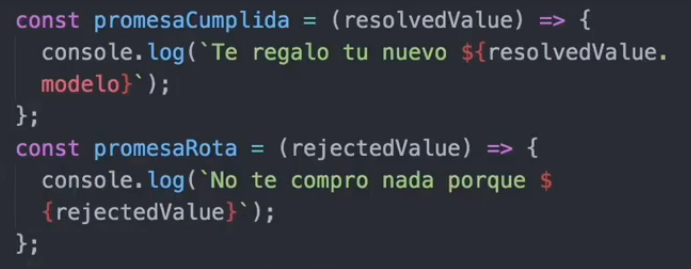 const promesaCumplida = (resolvedValue) => {
console.log(`Te regalo tu nuevo ${resolvedValue.
modelo}`);
};
const promesaRota = (rejectedValue) => {
console.log(`No te compro nada porque $
{rejectedValue}`);
};